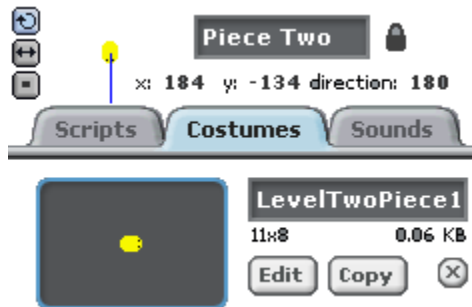 Piece Two
x: 184 y: -134 direction: 180
Scripts Costumes Sounds
LevelTwoPiece1
11x8 0.06 KB
Edit Copy